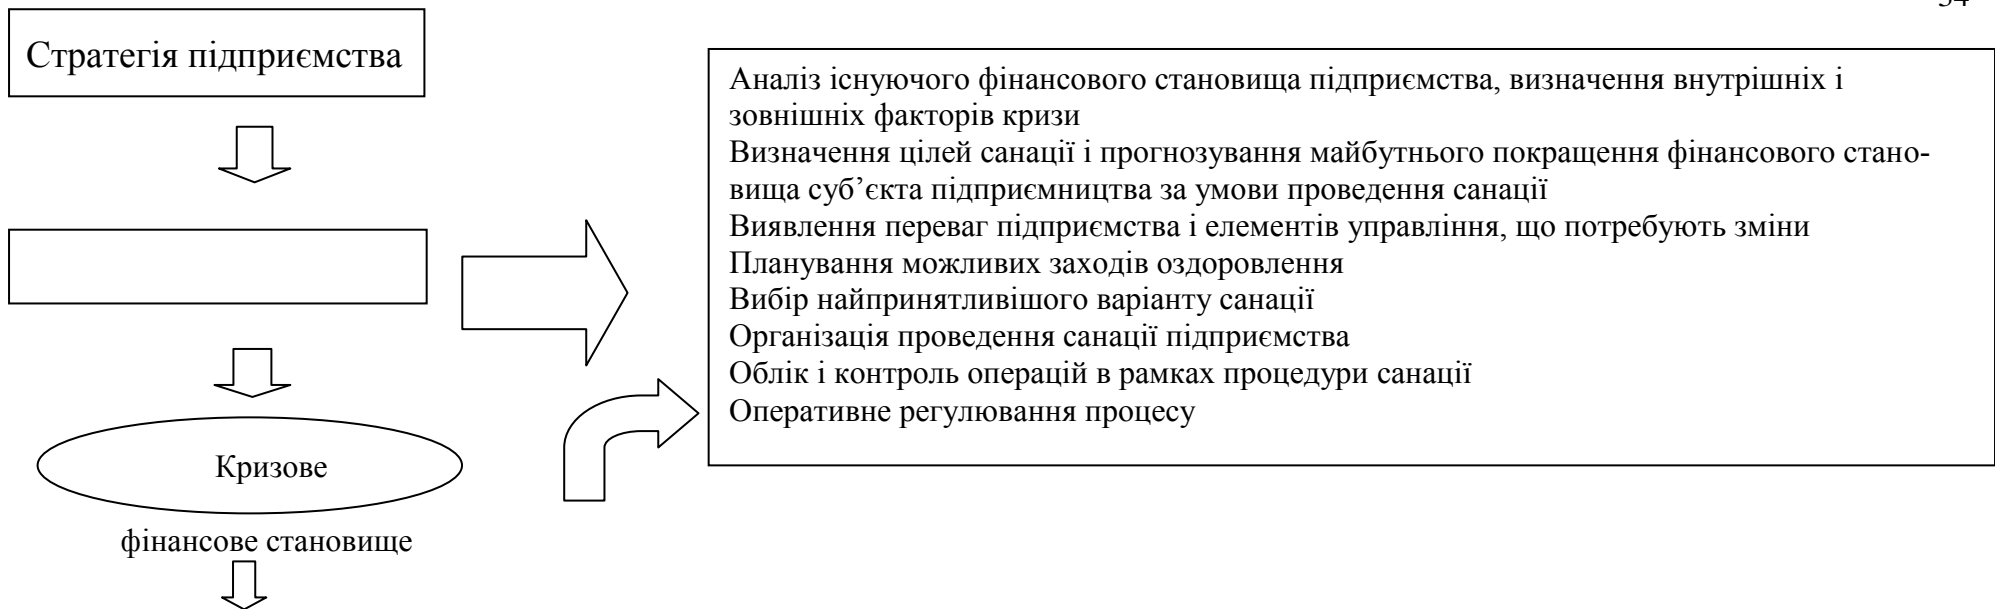 Стратегія підприємства
Аналіз існуючого фінансового становища підприємства, визначення внутрішніх і
зовнішніх факторів кризи
Визначення цілей санації і прогнозування майбутнього покращення фінансового стано-
вища суб’єкта підприємництва за умови проведення санації
Виявлення переваг підприємства і елементів управління, що потребують зміни
Планування можливих заходів оздоровлення
Вибір найпринятливішого варіанту санації
Організація проведення санації підприємства
Облік і контроль операцій в рамках процедури санації
Оперативне регулювання процесу
Кризове
фінансове становище